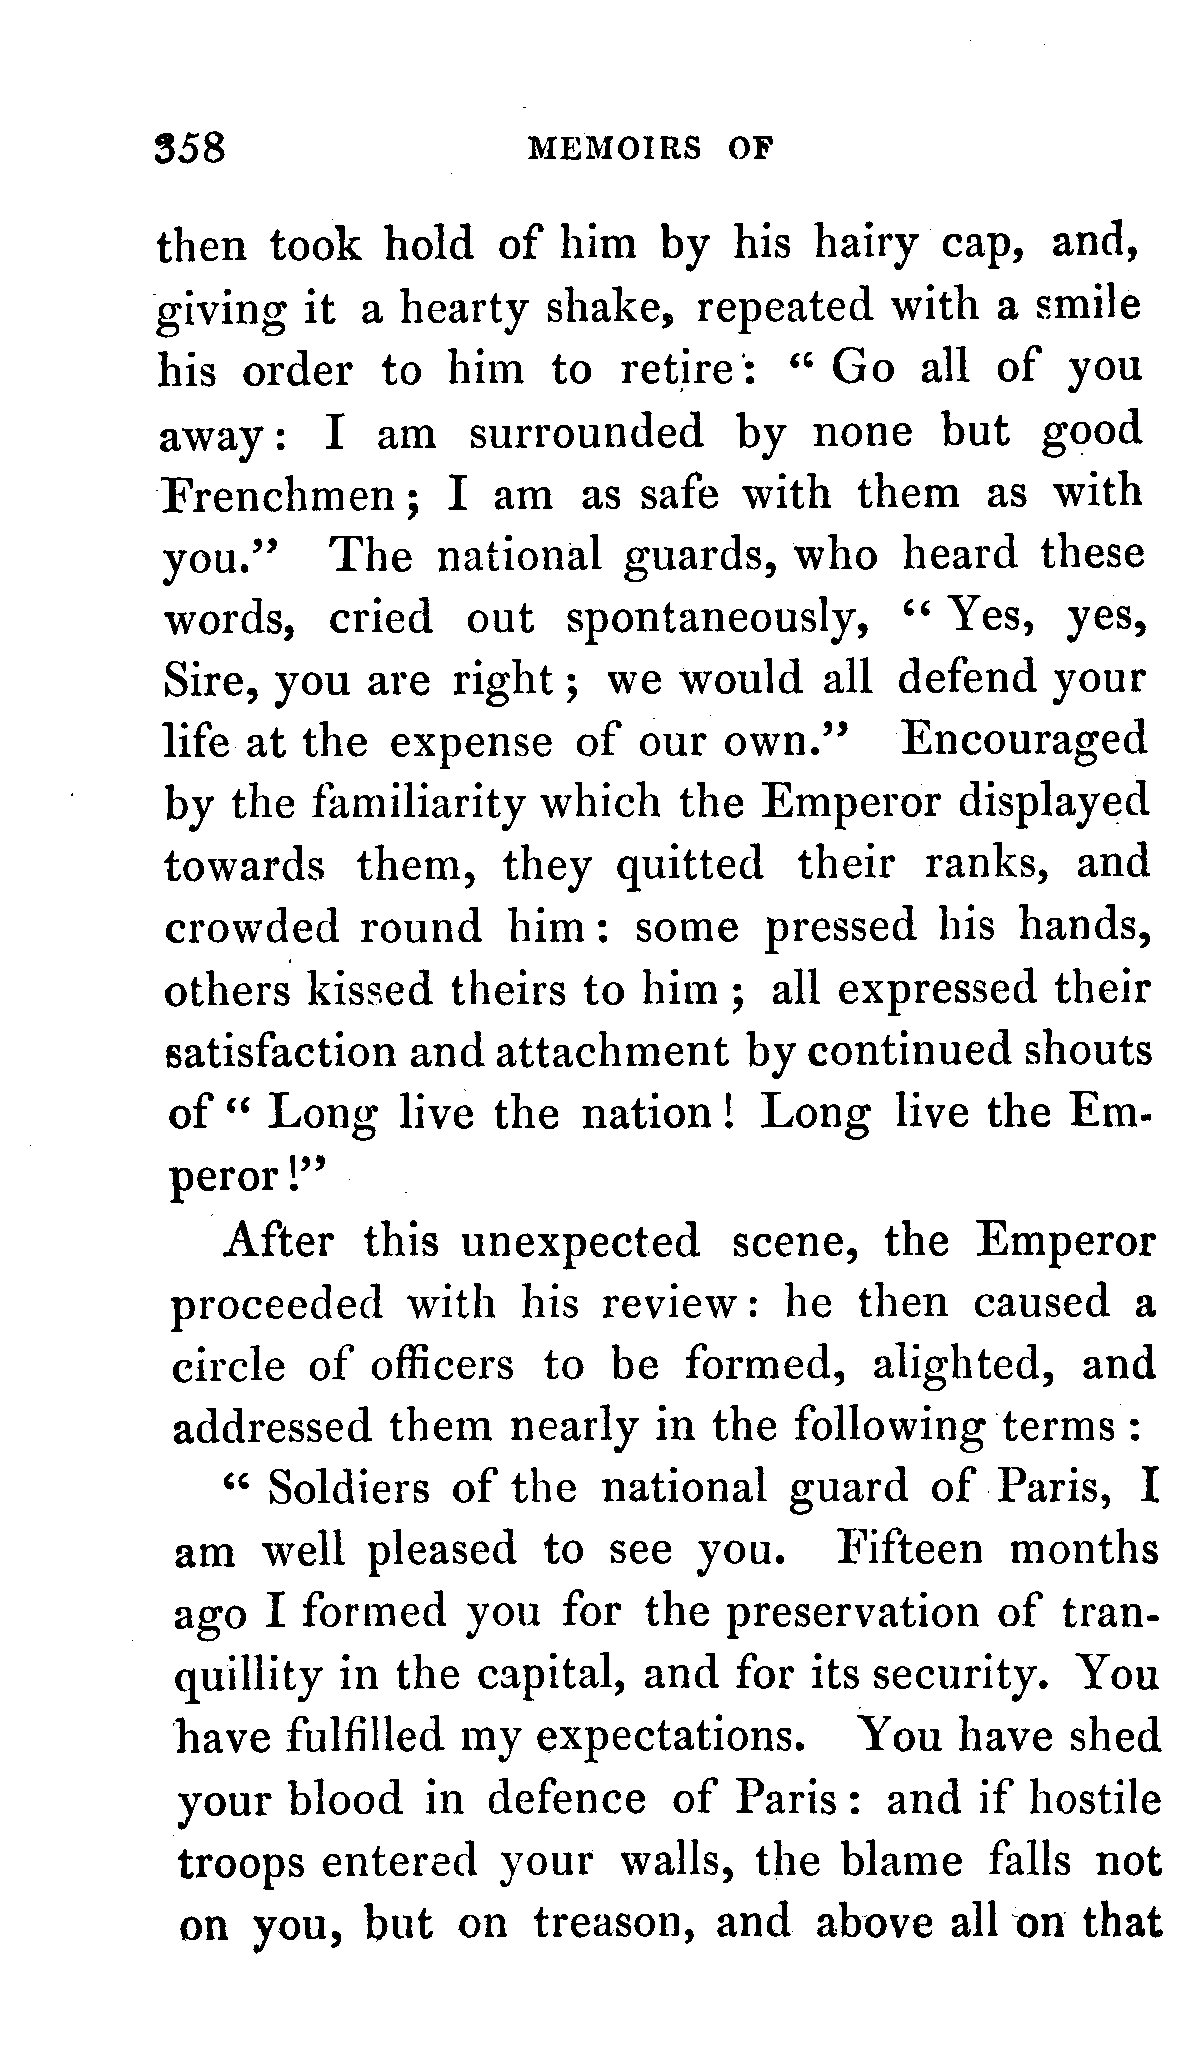 358 MEMOIRS OF
then took hold of him by his hairy cap, and,
giving it a hearty shake, repeated with a smile
his order to him to retire: “ Go all of you
away: I am surrounded by none but good
Frenchmen; I am as safe with them as with
you.” The national guards, who heard these
words, cried out spontaneously, “ Yes, yes,
Sire, you are right; we would all defend your
life at the expense of our own.” Encouraged
by the familiarity which the Emperor displayed
towards them, they quitted their ranks, and
crowded round him: some pressed his hands,
others kissed theirs to him; all expressed their
satisfaction and attachment by continued shouts
of “ Long live the nation! Long live the Em-
peror!”
After this unexpected scene, the Emperor
proceeded with his review: he then caused a
circle of officers to be formed, alighted, and
addressed them nearly in the following terms:
“ Soldiers of the national guard of Paris, I
am well pleased to see you. Fifteen months
ago I formed you for the preservation of tran-
quillity in the capital, and for its security. You
have fulfilled my expectations. You have shed
your blood in defence of Paris: and if hostile
troops entered your walls, the blame falls not
on you, but on treason, and above all on that